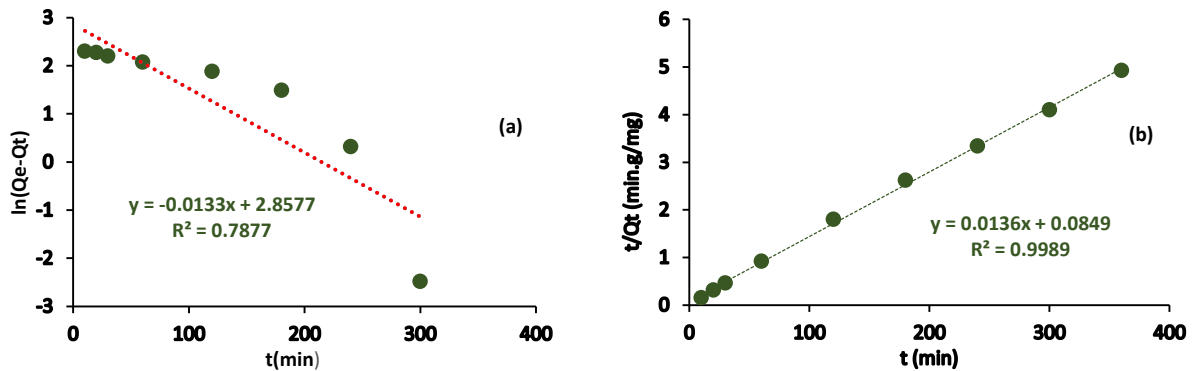 3
2
1
0
-1
-2
-3
ln(Qe-Qt)
(a)
y = -0.0133x + 2.8577
R² = 0.7877
0 100 200 300 400
t(min)
6
5
4
3
2
1
0
t/Qt (min.g/mg)
(b)
y = 0.0136x + 0.0849
R² = 0.9989
0 100 200 300 400
t (min)